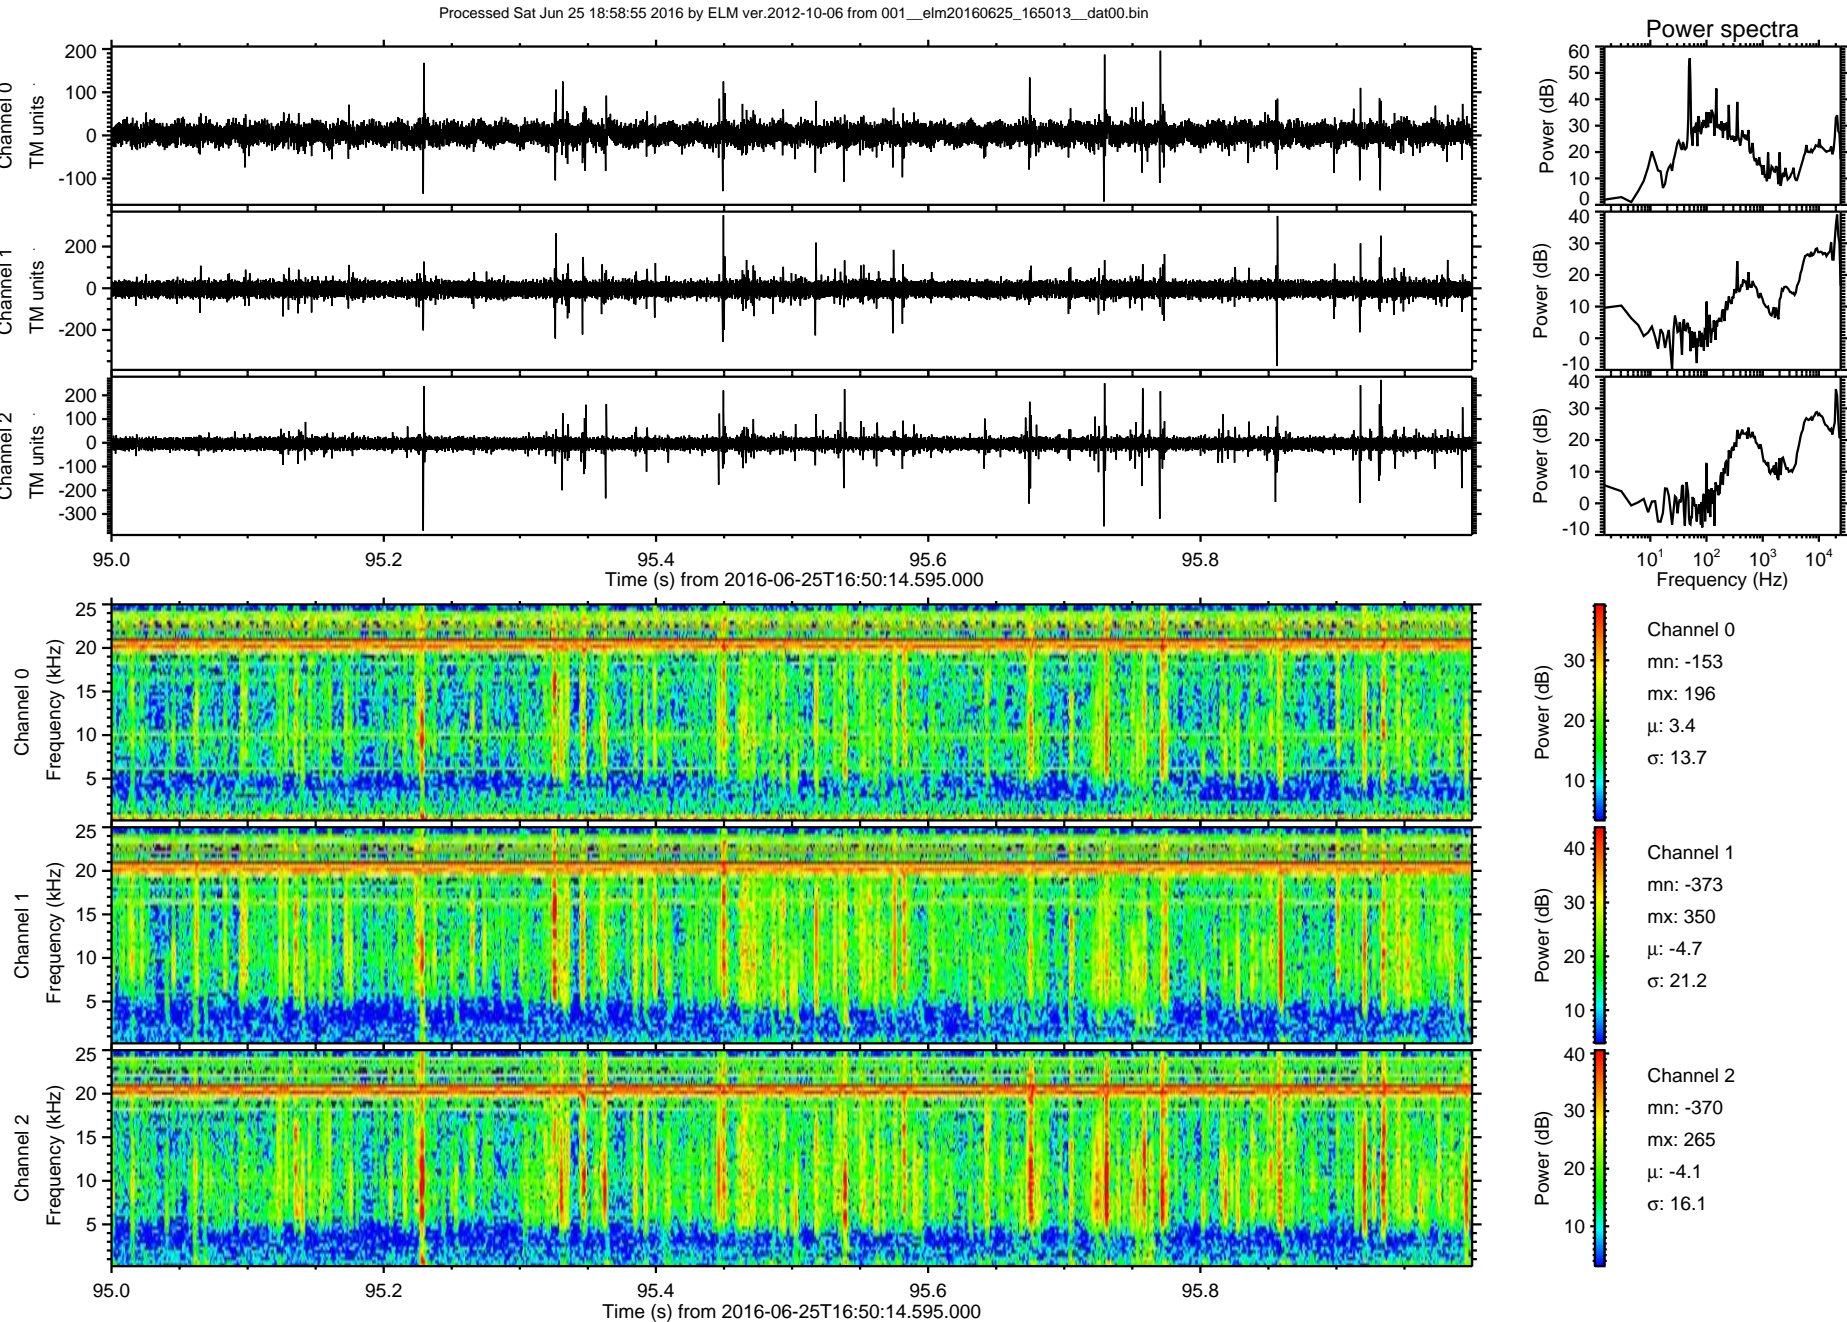 Processed Sat Jun 25 18:58:55 2016 by ELM ver.2012-10-06 from 001__elm20160625_165013__dat00.bin
Power spectra
Channel 0
TM units
200
100
0
-100
Power (dB)
60
50
40
30
20
10
0
Channel 1
TM units
200
0
-200
Power (dB)
40
30
20
10
0
-10
Channel 2
TM units
200
100
0
-100
-200
-300
Power (dB)
40
30
20
10
0
-10
95.0 95.2 95.4 95.6 95.8
Time (s) from 2016-06-25T16:50:14.595.000
10¹ 10² 10³ 10⁴
Frequency (Hz)
Channel 0
Frequency (kHz)
25
20
15
10
5
Power (dB)
30
20
10
Channel 0
mn: -153
mx: 196
μ: 3.4
σ: 13.7
Channel 1
Frequency (kHz)
25
20
15
10
5
Power (dB)
40
30
20
10
Channel 1
mn: -373
mx: 350
μ: -4.7
σ: 21.2
Channel 2
Frequency (kHz)
25
20
15
10
5
Power (dB)
40
30
20
10
Channel 2
mn: -370
mx: 265
μ: -4.1
σ: 16.1
95.0 95.2 95.4 95.6 95.8
Time (s) from 2016-06-25T16:50:14.595.000